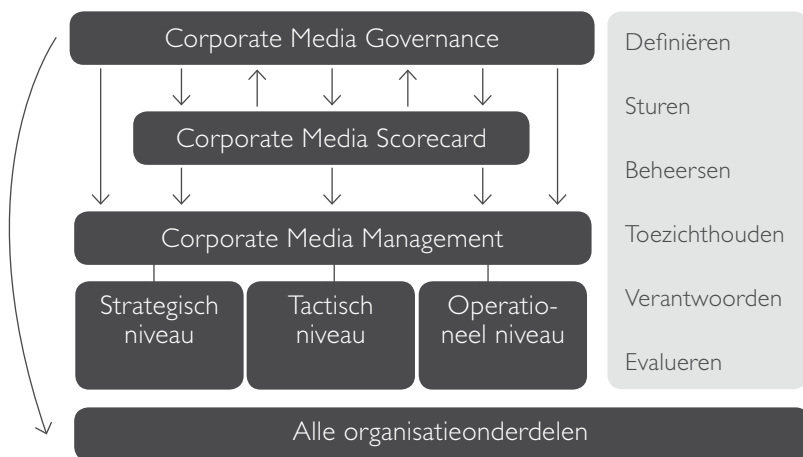 Corporate Media Governance
Corporate Media Scorecard
Corporate Media Management
Strategisch
niveau
Tactisch
niveau
Operatio-
neel niveau
Alle organisatieonderdelen
Definiëren
Sturen
Beheersen
Toezichthouden
Verantwoorden
Evalueren